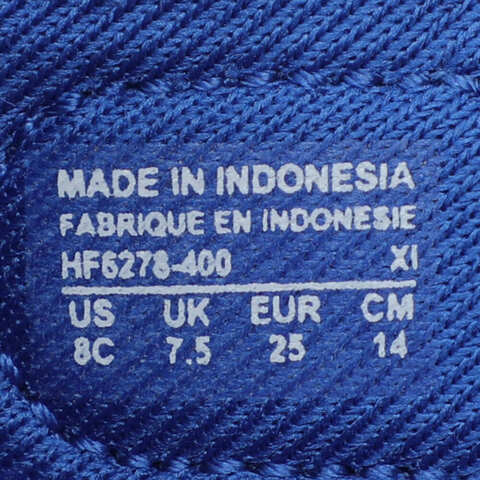 MADE IN INDONESIA
FABRIQUE EN INDONESIE
HF6278-400 XI
US UK EUR CM
8C 7.5 25 14